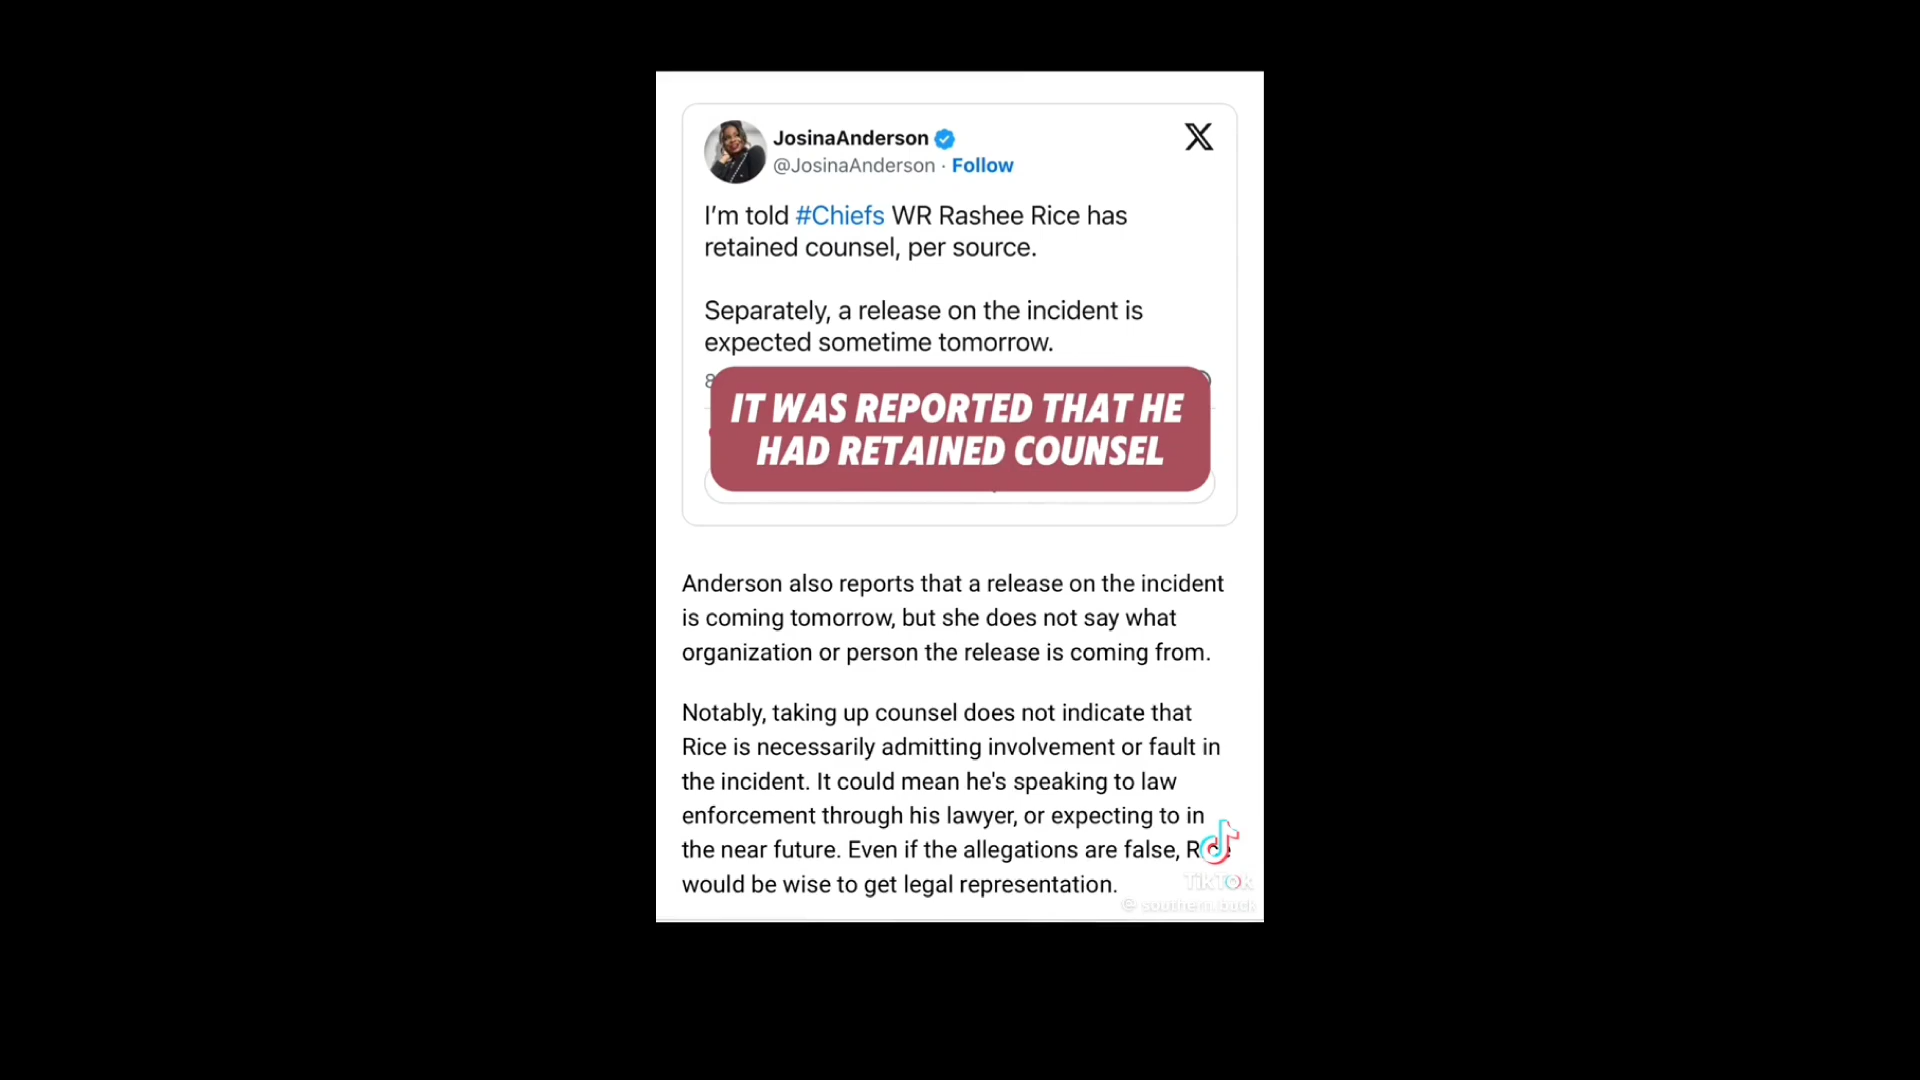 JosinaAnderson
@JosinaAnderson · Follow
I'm told #Chiefs WR Rashee Rice has
retained counsel, per source.
Separately, a release on the incident is
expected sometime tomorrow.
IT WAS REPORTED THAT HE
HAD RETAINED COUNSEL
Anderson also reports that a release on the incident
is coming tomorrow, but she does not say what
organization or person the release is coming from.
Notably, taking up counsel does not indicate that
Rice is necessarily admitting involvement or fault in
the incident. It could mean he's speaking to law
enforcement through his lawyer, or expecting to in
the near future. Even if the allegations are false, Rice
would be wise to get legal representation.
TikTok
@ southern.buck